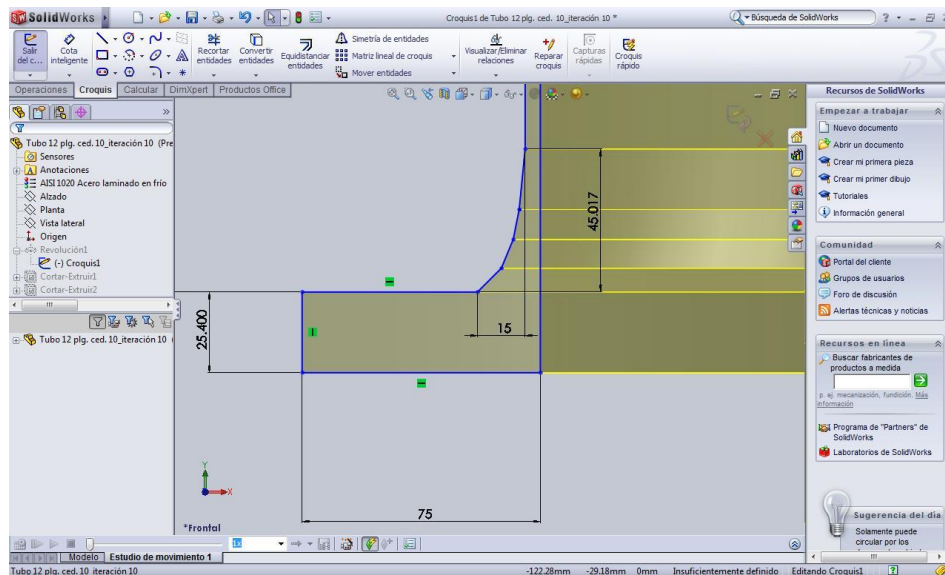 SolidWorks
Croquis1 de Tubo 12 plg. ced. 10_iteración 10 *
Búsqueda de SolidWorks
Salir del c...
Cota inteligente
Recortar entidades
Convertir entidades
Equidistanciar entidades
Simetría de entidades
Matriz lineal de croquis
Mover entidades
Visualizar/Eliminar relaciones
Reparar croquis
Capturas rápidas
Croquis rápido
Operaciones
Croquis
Calcular
DimXpert
Productos Office
Tubo 12 plg. ced. 10_iteración 10 (Pre
Sensores
Anotaciones
AISI 1020 Acero laminado en frío
Alzado
Planta
Vista lateral
Origen
Revolución1
(-) Croquis1
Cortar-Extruir1
Cortar-Extruir2
Tubo 12 plg. ced. 10_iteración 10
45.017
15
25.400
75
Y
X
*Frontal
Recursos de SolidWorks
Empezar a trabajar
Nuevo documento
Abrir un documento
Crear mi primera pieza
Crear mi primer dibujo
Tutoriales
Información general
Comunidad
Portal del cliente
Grupos de usuarios
Foro de discusión
Alertas técnicas y noticias
Recursos en línea
Buscar fabricantes de
productos a medida
p. ej. mecanización, fundición. Más
información
Programa de "Partners" de
SolidWorks
Laboratorios de SolidWorks
Sugerencia del día
Solamente puede
circular por los
1x
Modelo
Estudio de movimiento 1
Tubo 12 plg. ced. 10_iteración 10
-122.28mm
-29.18mm
0mm
Insuficientemente definido
Editando Croquis1